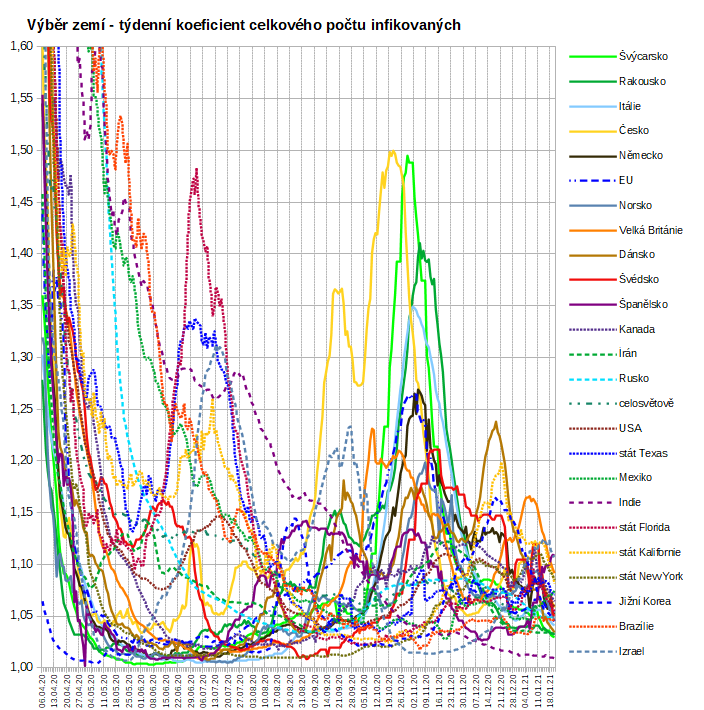 Výběr zemí - týdenní koeficient celkového počtu infikovaných
1,60
1,55
1,50
1,45
1,40
1,35
1,30
1,25
1,20
1,15
1,10
1,05
1,00
06.04.20
13.04.20
20.04.20
27.04.20
04.05.20
11.05.20
18.05.20
25.05.20
01.06.20
08.06.20
15.06.20
22.06.20
29.06.20
06.07.20
13.07.20
20.07.20
27.07.20
03.08.20
10.08.20
17.08.20
24.08.20
31.08.20
07.09.20
14.09.20
21.09.20
28.09.20
05.10.20
12.10.20
19.10.20
26.10.20
02.11.20
09.11.20
16.11.20
23.11.20
30.11.20
07.12.20
14.12.20
21.12.20
28.12.20
04.01.21
11.01.21
18.01.21
Švýcarsko
Rakousko
Itálie
Česko
Německo
EU
Norsko
Velká Británie
Dánsko
Švédsko
Španělsko
Kanada
Írán
Rusko
celosvětově
USA
stát Texas
Mexiko
Indie
stát Florida
stát Kalifornie
stát New York
Jižní Korea
Brazílie
Izrael